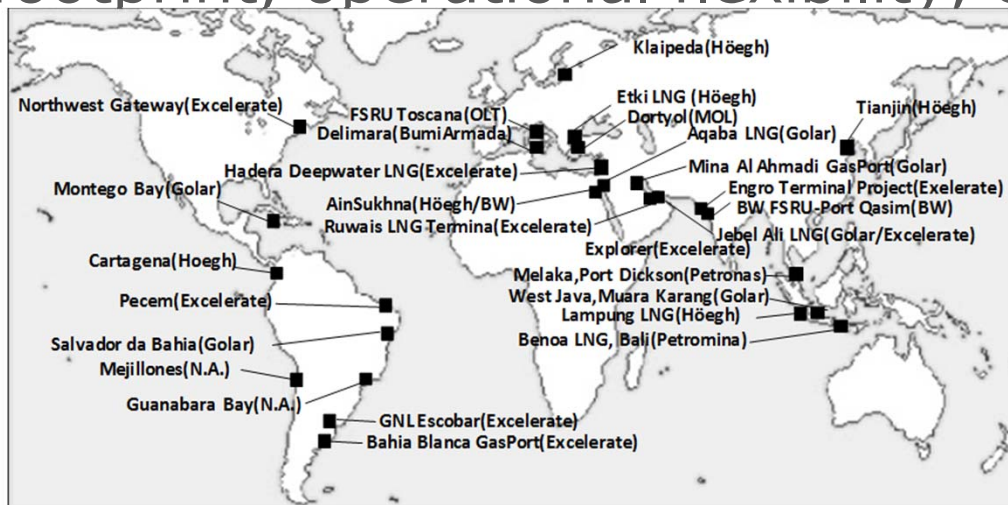 footprint, operational flexibility,
Klaipeda(Höegh)
Northwest Gateway(Excelerate)
FSRU Toscana(OLT)
Etki LNG (Höegh)
Tianjin(Höegh)
Delimara(BumiArmada)
Dortyol(MOL)
Aqaba LNG(Golar)
Hadera Deepwater LNG(Excelerate)
Mina Al Ahmadi GasPort(Golar)
Montego Bay(Golar)
Engro Terminal Project(Exelerate)
AinSukhna(Höegh/BW)
BW FSRU-Port Qasim(BW)
Ruwais LNG Termina(Excelerate)
Jebel Ali LNG(Golar/Excelerate)
Explorer(Excelerate)
Cartagena(Hoegh)
Melaka,Port Dickson(Petronas)
Pecem(Excelerate)
West Java,Muara Karang(Golar)
Lampung LNG(Höegh)
Salvador da Bahia(Golar)
Benoa LNG, Bali(Petromina)
Mejillones(N.A.)
Guanabara Bay(N.A.)
GNL Escobar(Excelerate)
Bahia Blanca GasPort(Excelerate)